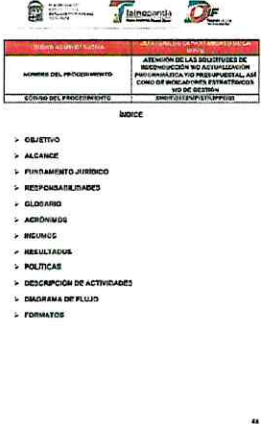 Tlalnepantla
DIF
NOMBRE DEL PROCEDIMIENTO
ATENCIÓN DE LAS SOLICITUDES DE
RECONDUCCIÓN Y/O ACTUALIZACIÓN
PROGRAMÁTICA Y/O PRESUPUESTAL, ASÍ
COMO DE INDICADORES ESTRATÉGICOS
Y/O DE GESTIÓN
CÓDIGO DEL PROCEDIMIENTO
ÍNDICE
➢ OBJETIVO
➢ ALCANCE
➢ FUNDAMENTO JURÍDICO
➢ RESPONSABILIDADES
➢ GLOSARIO
➢ ACRÓNIMOS
➢ INSUMOS
➢ RESULTADOS
➢ POLÍTICAS
➢ DESCRIPCIÓN DE ACTIVIDADES
➢ DIAGRAMA DE FLUJO
➢ FORMATOS